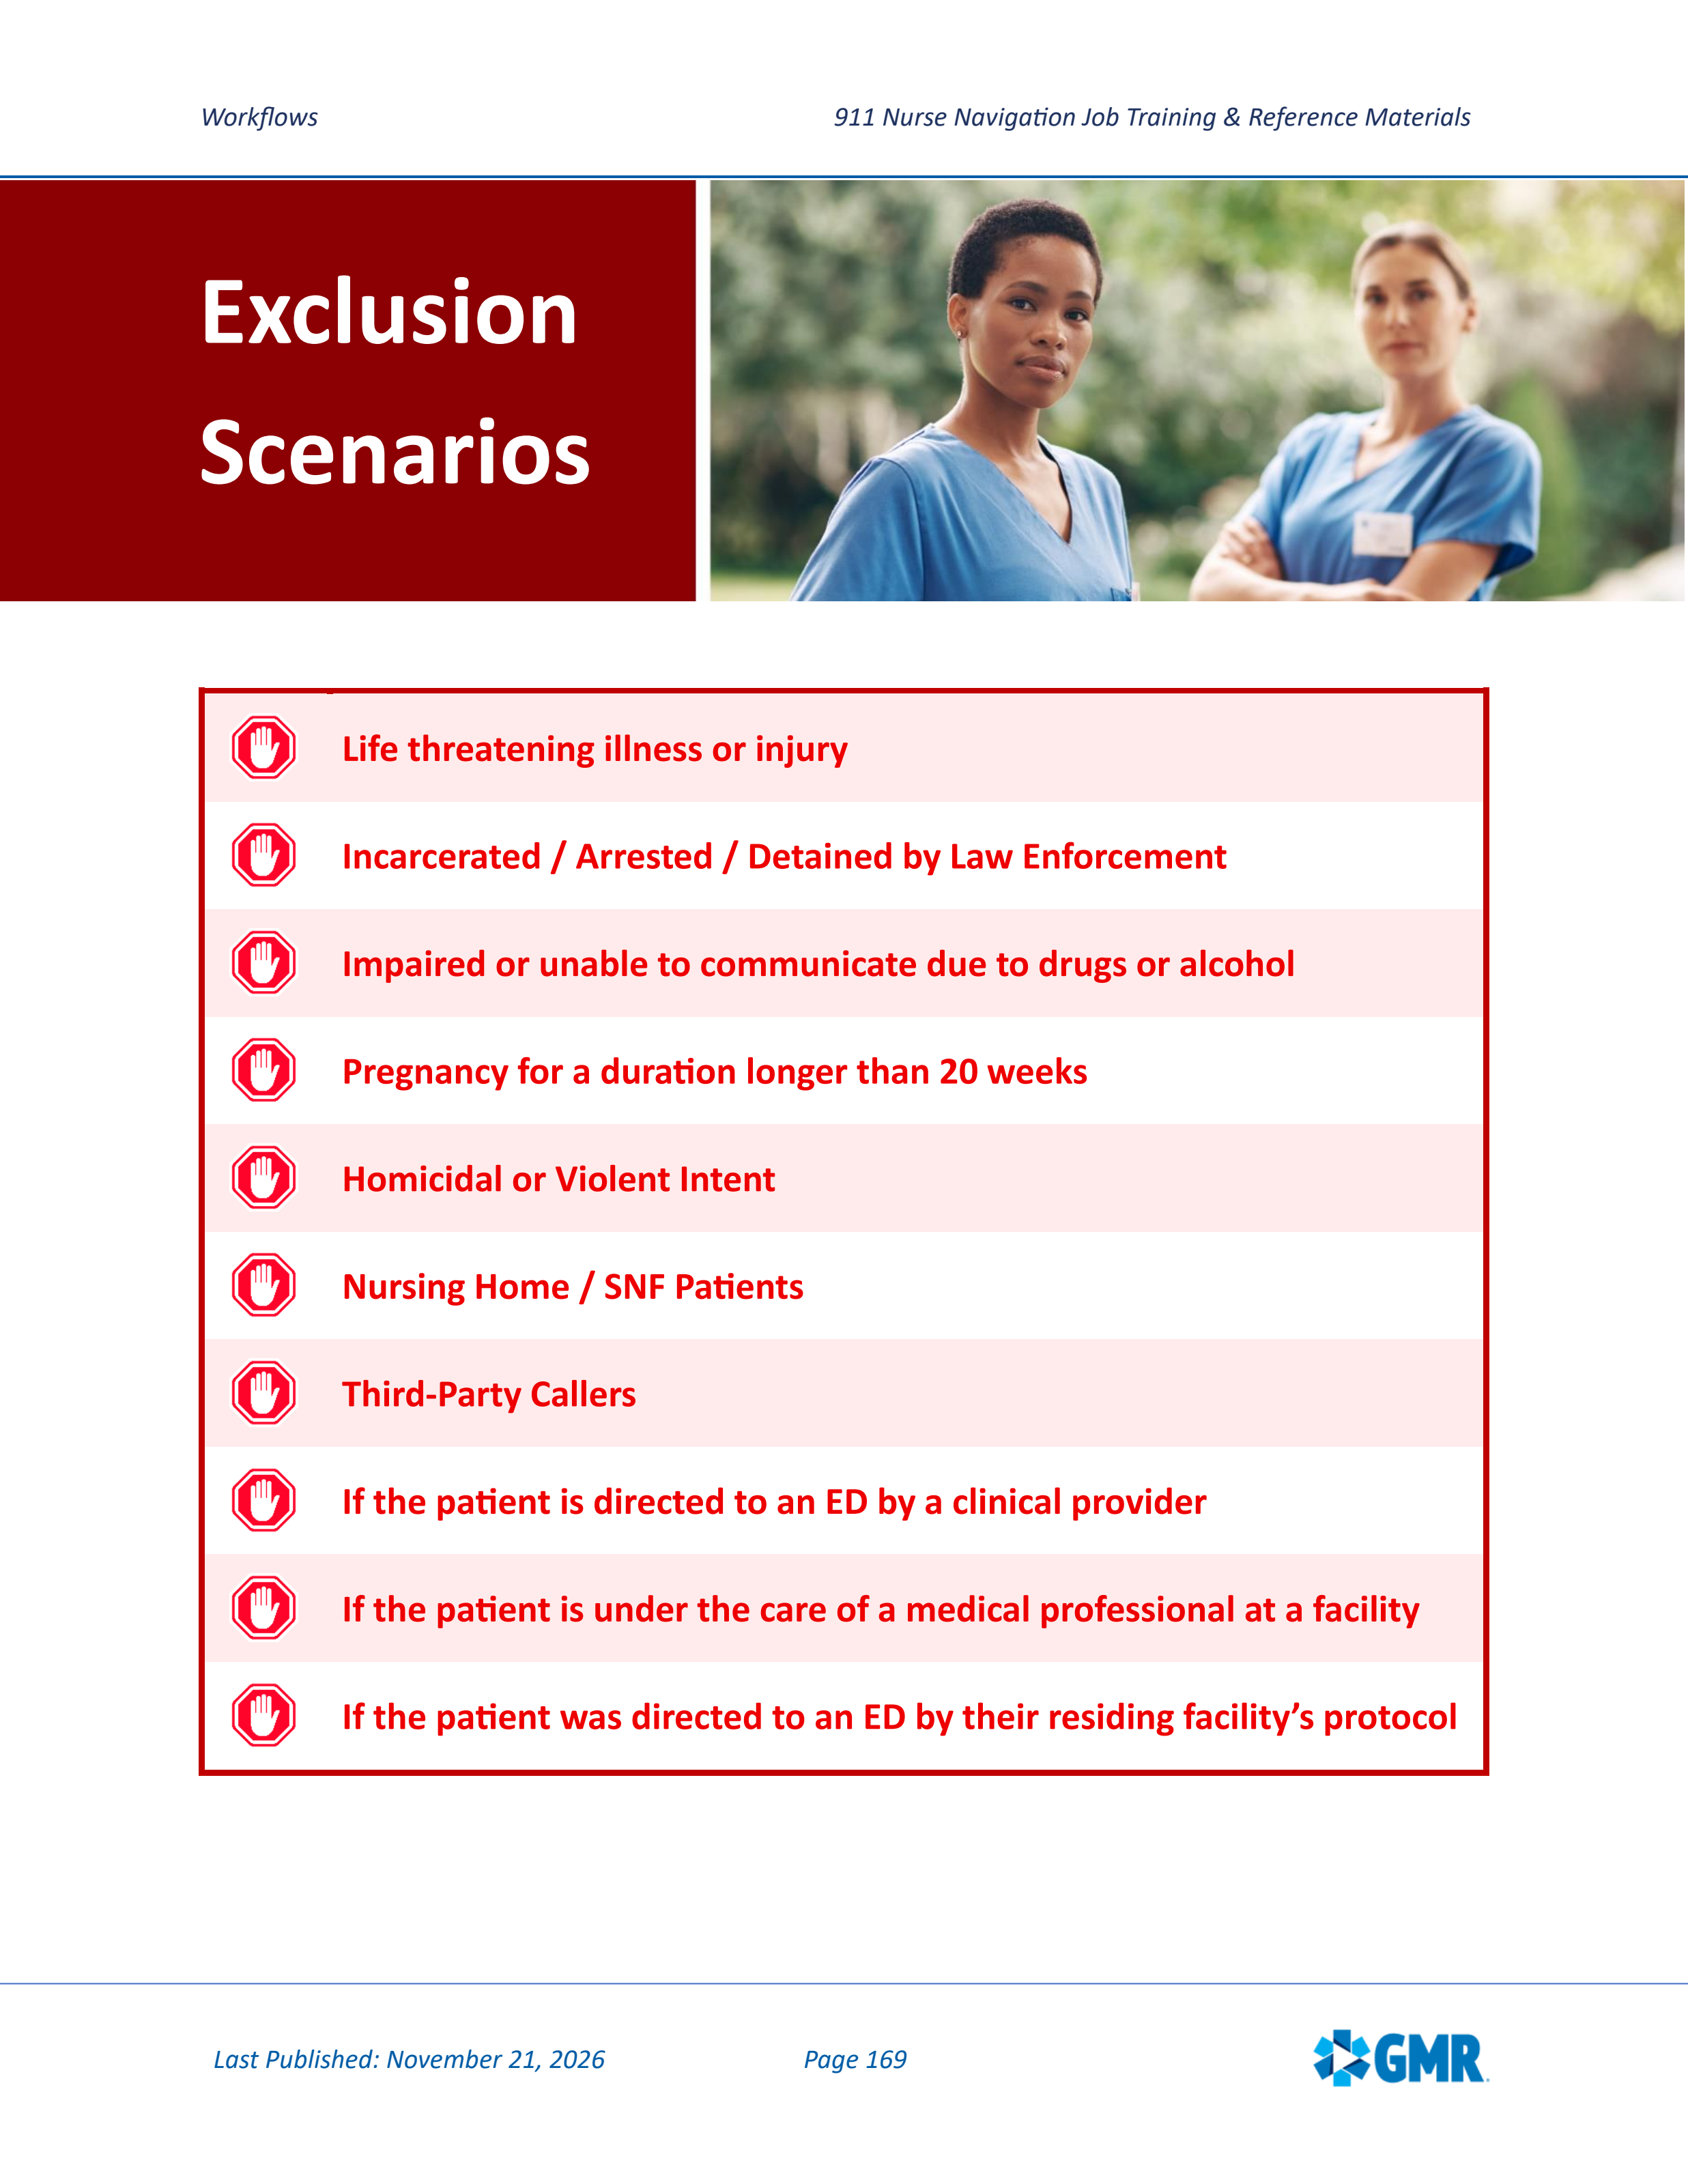 Workflows
911 Nurse Navigation Job Training & Reference Materials
Exclusion
Scenarios
Life threatening illness or injury
Incarcerated / Arrested / Detained by Law Enforcement
Impaired or unable to communicate due to drugs or alcohol
Pregnancy for a duration longer than 20 weeks
Homicidal or Violent Intent
Nursing Home / SNF Patients
Third-Party Callers
If the patient is directed to an ED by a clinical provider
If the patient is under the care of a medical professional at a facility
If the patient was directed to an ED by their residing facility’s protocol
Last Published: November 21, 2026
Page 169
GMR